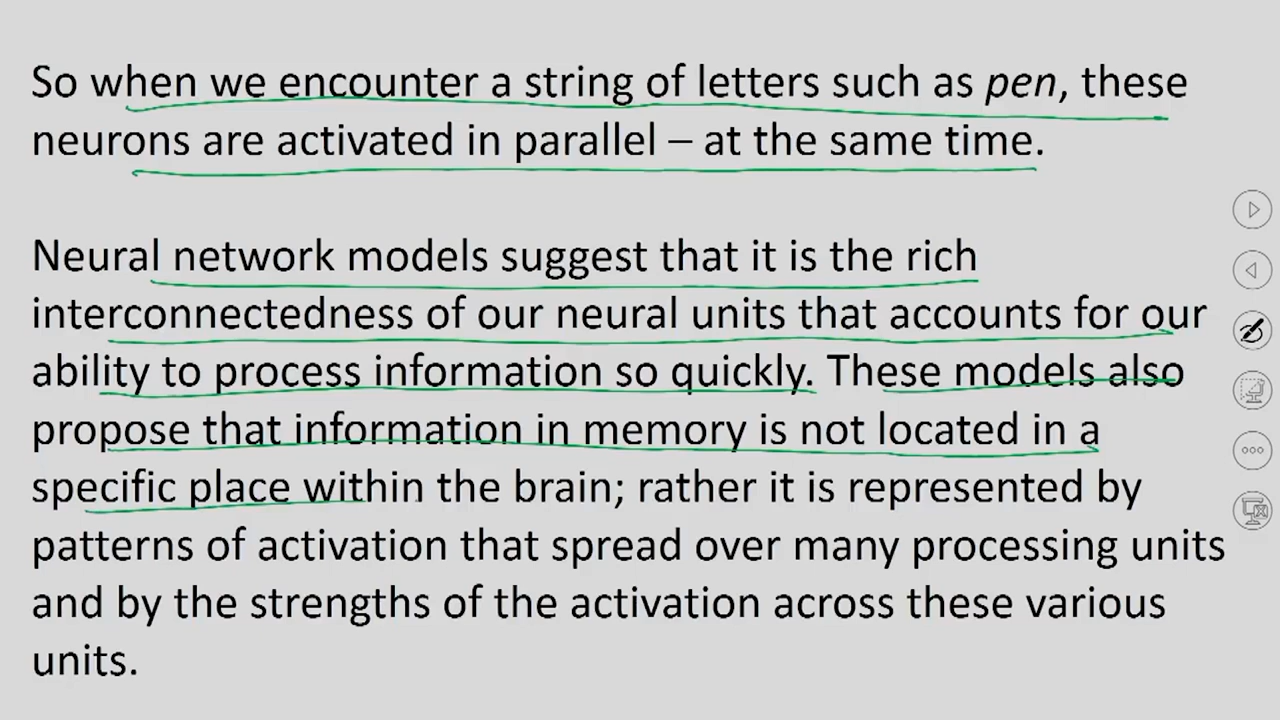 So when we encounter a string of letters such as pen, these
neurons are activated in parallel – at the same time.
Neural network models suggest that it is the rich
interconnectedness of our neural units that accounts for our
ability to process information so quickly. These models also
propose that information in memory is not located in a
specific place within the brain; rather it is represented by
patterns of activation that spread over many processing units
and by the strengths of the activation across these various
units.